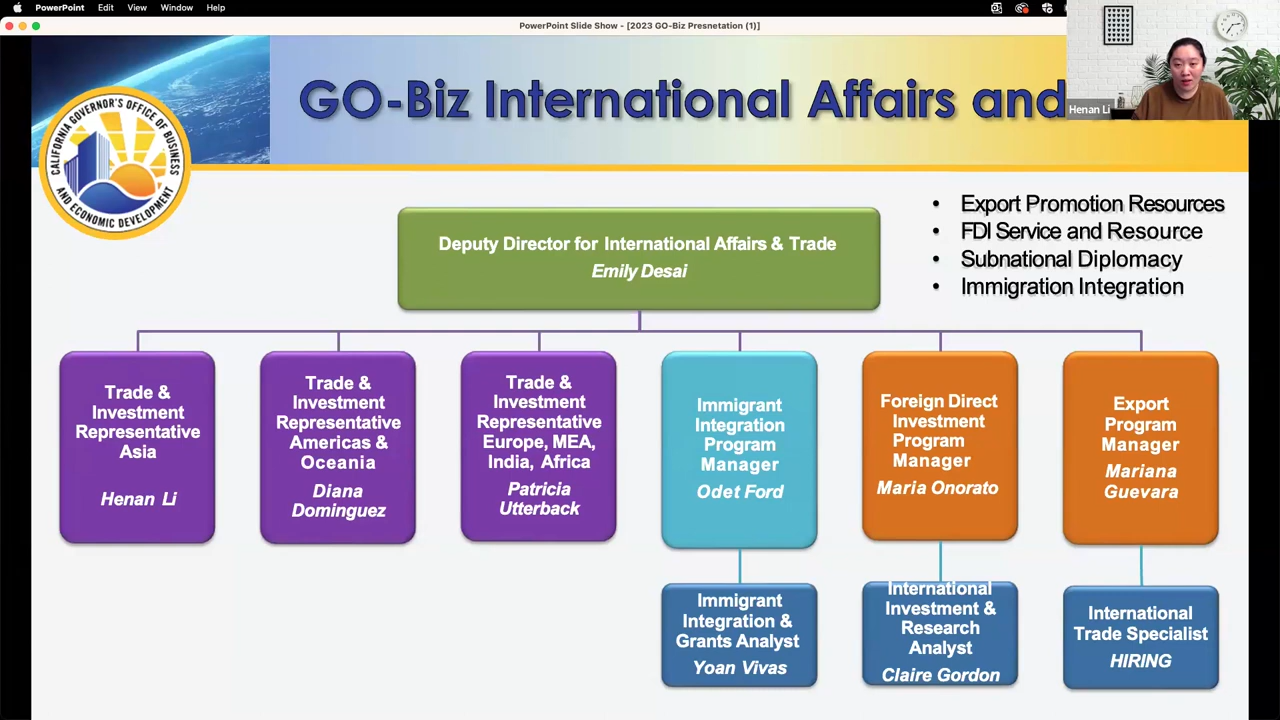 PowerPoint Edit View Window Help
PowerPoint Slide Show - [2023 GO-Biz Presnetation (1)]
Henan Li
GO-Biz International Affairs and
CALIFORNIA GOVERNOR'S OFFICE OF BUSINESS
AND ECONOMIC DEVELOPMENT
• Export Promotion Resources
• FDI Service and Resource
• Subnational Diplomacy
• Immigration Integration
Deputy Director for International Affairs & Trade
Emily Desai
Trade &
Investment
Representative
Asia
Henan Li
Trade &
Investment
Representative
Americas &
Oceania
Diana
Dominguez
Trade &
Investment
Representative
Europe, MEA,
India, Africa
Patricia
Utterback
Immigrant
Integration
Program
Manager
Odet Ford
Foreign Direct
Investment
Program
Manager
Maria Onorato
Export
Program
Manager
Mariana
Guevara
Immigrant
Integration &
Grants Analyst
Yoan Vivas
International
Investment &
Research
Analyst
Claire Gordon
International
Trade Specialist
HIRING